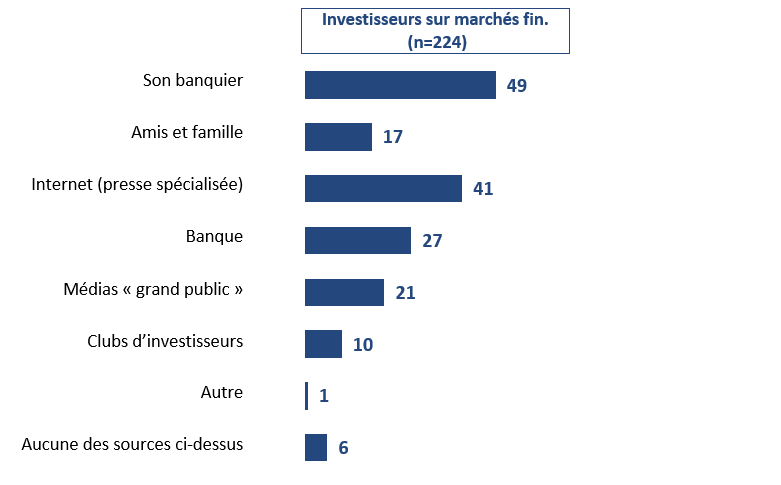 Investisseurs sur marchés fin.
(n=224)
Son banquier
49
Amis et famille
17
Internet (presse spécialisée)
41
Banque
27
Médias « grand public »
21
Clubs d’investisseurs
10
Autre
1
Aucune des sources ci-dessus
6